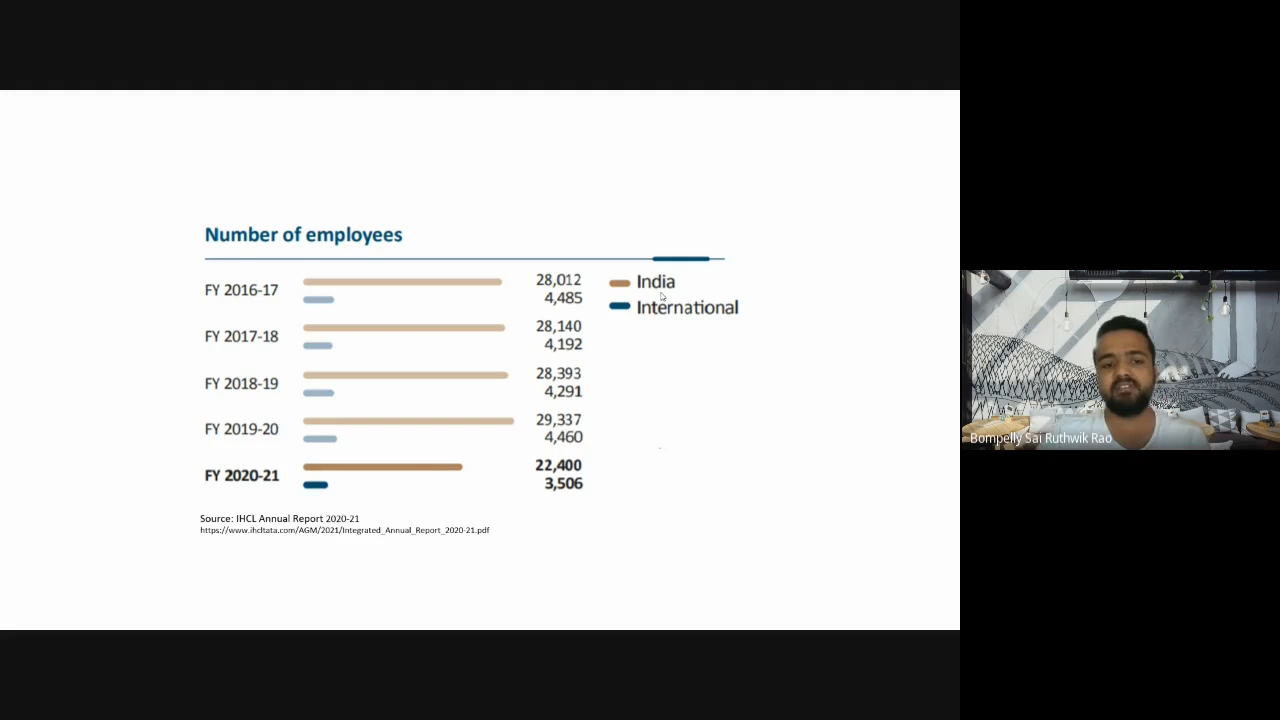 Number of employees
FY 2016-17
28,012
4,485
India
International
FY 2017-18
28,140
4,192
FY 2018-19
28,393
4,291
FY 2019-20
29,337
4,460
FY 2020-21
22,400
3,506
Source: IHCL Annual Report 2020-21
https://www.ihcltata.com/AGM/2021/Integrated_Annual_Report_2020-21.pdf
Bompelly Sai Ruthwik Rao